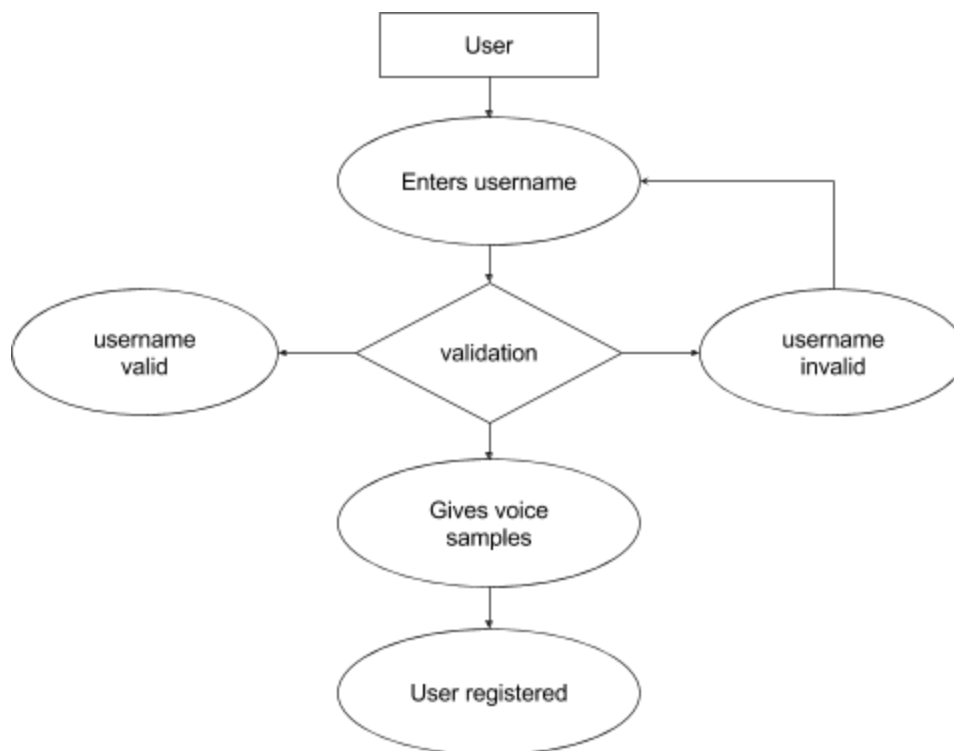 User
Enters username
username
valid
validation
username
invalid
Gives voice
samples
User registered